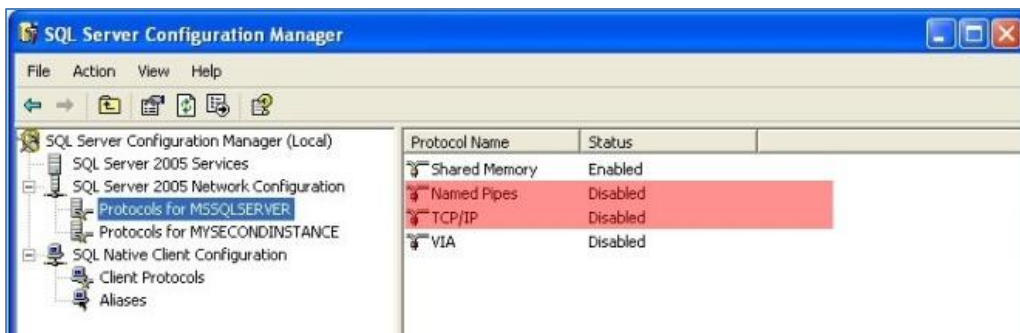 SQL Server Configuration Manager
File Action View Help
SQL Server Configuration Manager (Local)
SQL Server 2005 Services
SQL Server 2005 Network Configuration
Protocols for MSSQLSERVER
Protocols for MYSECONDINSTANCE
SQL Native Client Configuration
Client Protocols
Aliases
Protocol Name Status
Shared Memory Enabled
Named Pipes Disabled
TCP/IP Disabled
VIA Disabled